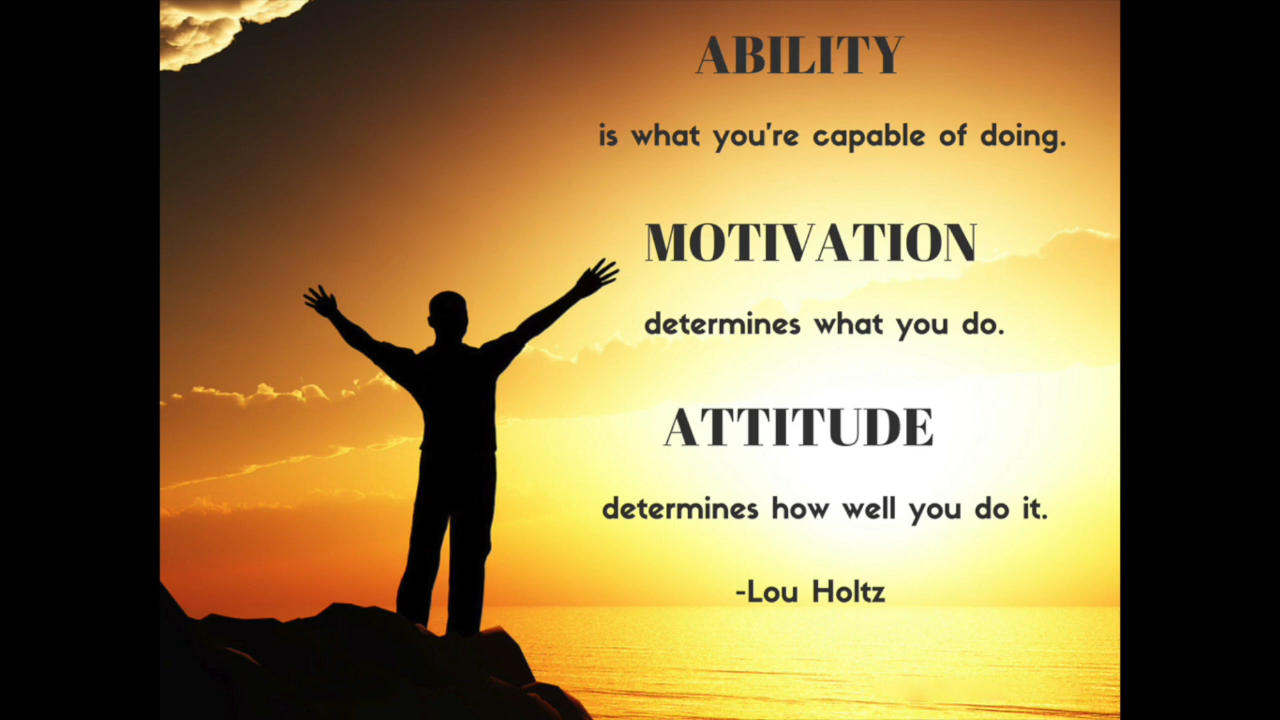 ABILITY
is what you're capable of doing.
MOTIVATION
determines what you do.
ATTITUDE
determines how well you do it.
-Lou Holtz